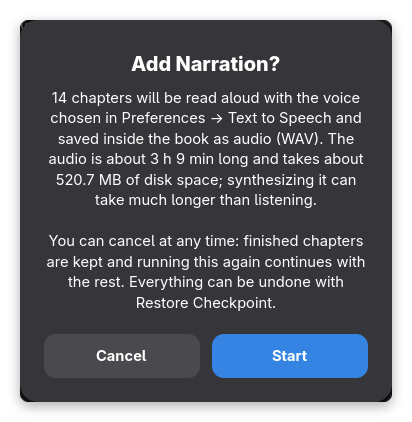 Add Narration?
14 chapters will be read aloud with the voice
chosen in Preferences → Text to Speech and
saved inside the book as audio (WAV). The
audio is about 3 h 9 min long and takes about
520.7 MB of disk space; synthesizing it can
take much longer than listening.
You can cancel at any time: finished chapters
are kept and running this again continues with
the rest. Everything can be undone with
Restore Checkpoint.
Cancel
Start